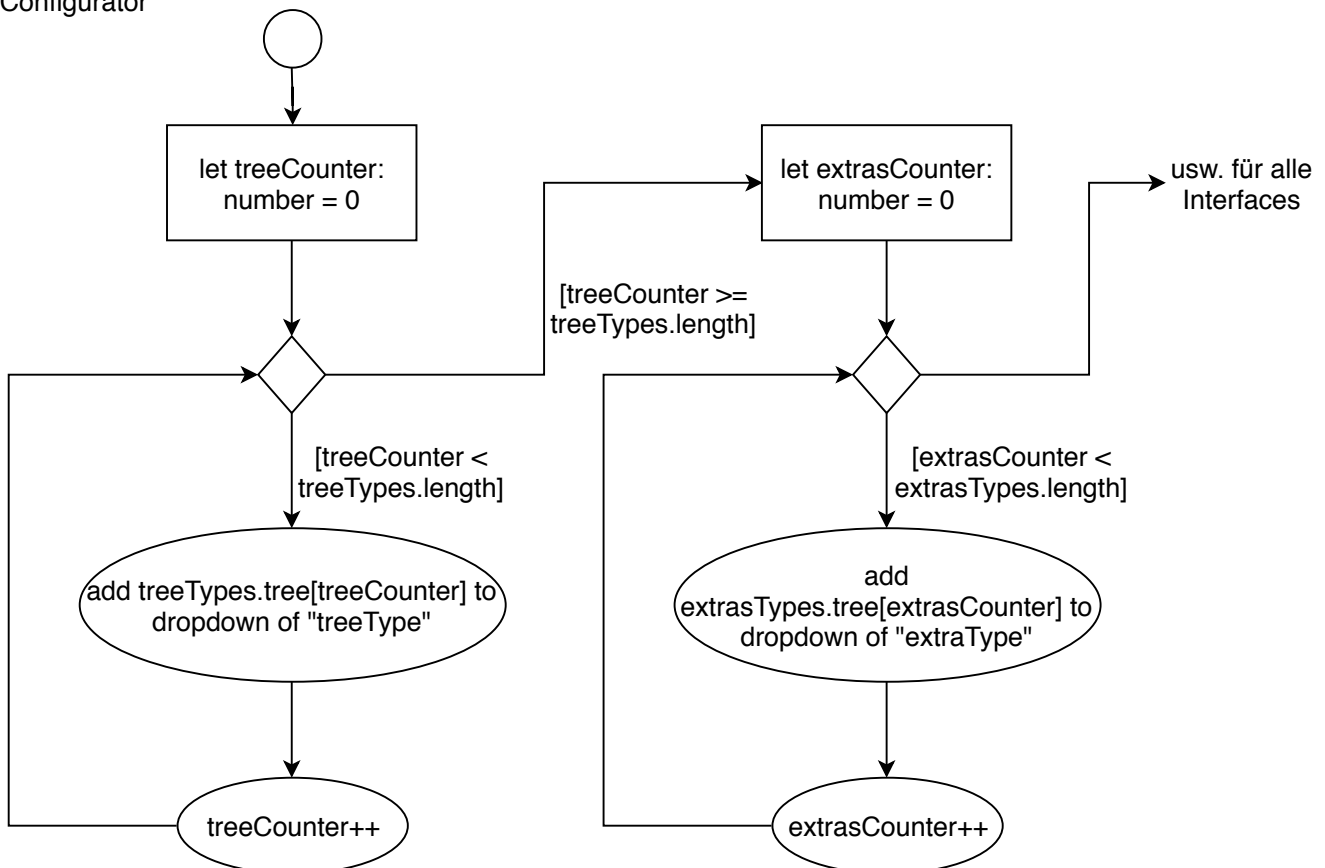 Configurator
let treeCounter:
number = 0
let extrasCounter:
number = 0
usw. für alle
Interfaces
[treeCounter >=
treeTypes.length]
[treeCounter <
treeTypes.length]
[extrasCounter <
extrasTypes.length]
add treeTypes.tree[treeCounter] to
dropdown of "treeType"
add
extrasTypes.tree[extrasCounter] to
dropdown of "extraType"
treeCounter++
extrasCounter++